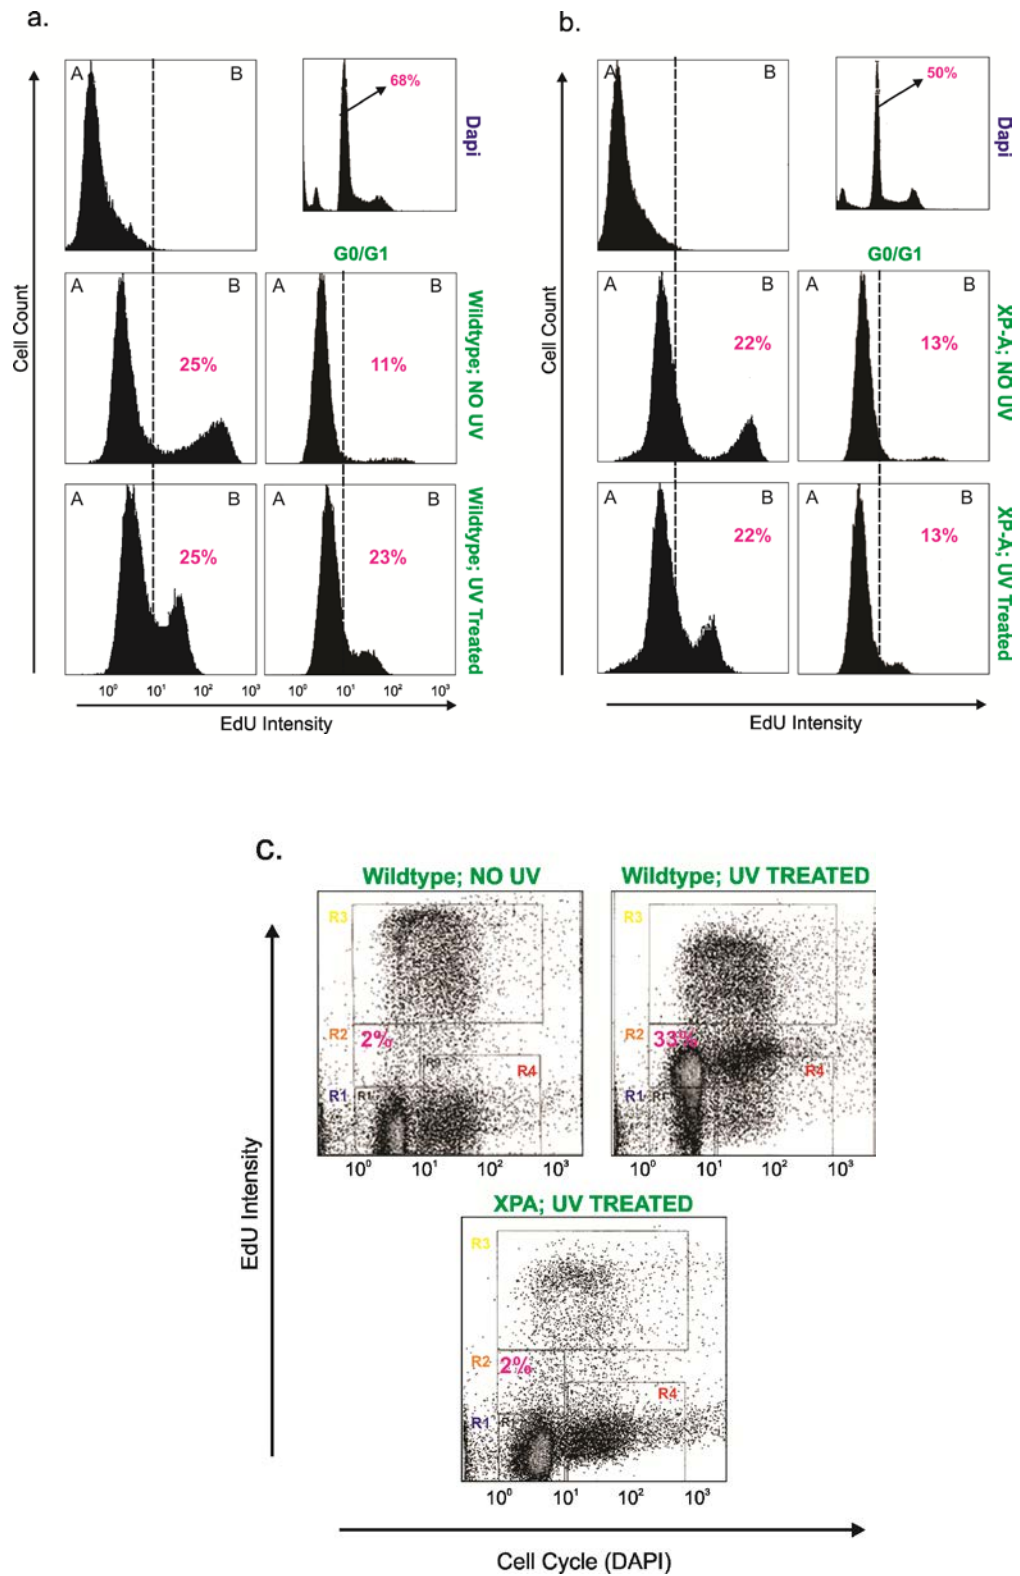 a.
b.
A B
68%
Dapi
A B
50%
Dapi
G0/G1
G0/G1
Cell Count
A B
25%
A B
11%
Wildtype; NO UV
Cell Count
A B
22%
A B
13%
XP-A; NO UV
A B
25%
A B
23%
Wildtype; UV Treated
A B
22%
A B
13%
XP-A; UV Treated
10⁰ 10¹ 10² 10³
10⁰ 10¹ 10² 10³
EdU Intensity
EdU Intensity
C.
Wildtype; NO UV
Wildtype; UV TREATED
R3
R3
R2
2%
R2
33%
R4
R4
R1
R1
R1
10⁰ 10¹ 10² 10³
10⁰ 10¹ 10² 10³
EdU Intensity
XPA; UV TREATED
R3
R2
2%
R4
R1
10⁰ 10¹ 10² 10³
Cell Cycle (DAPI)